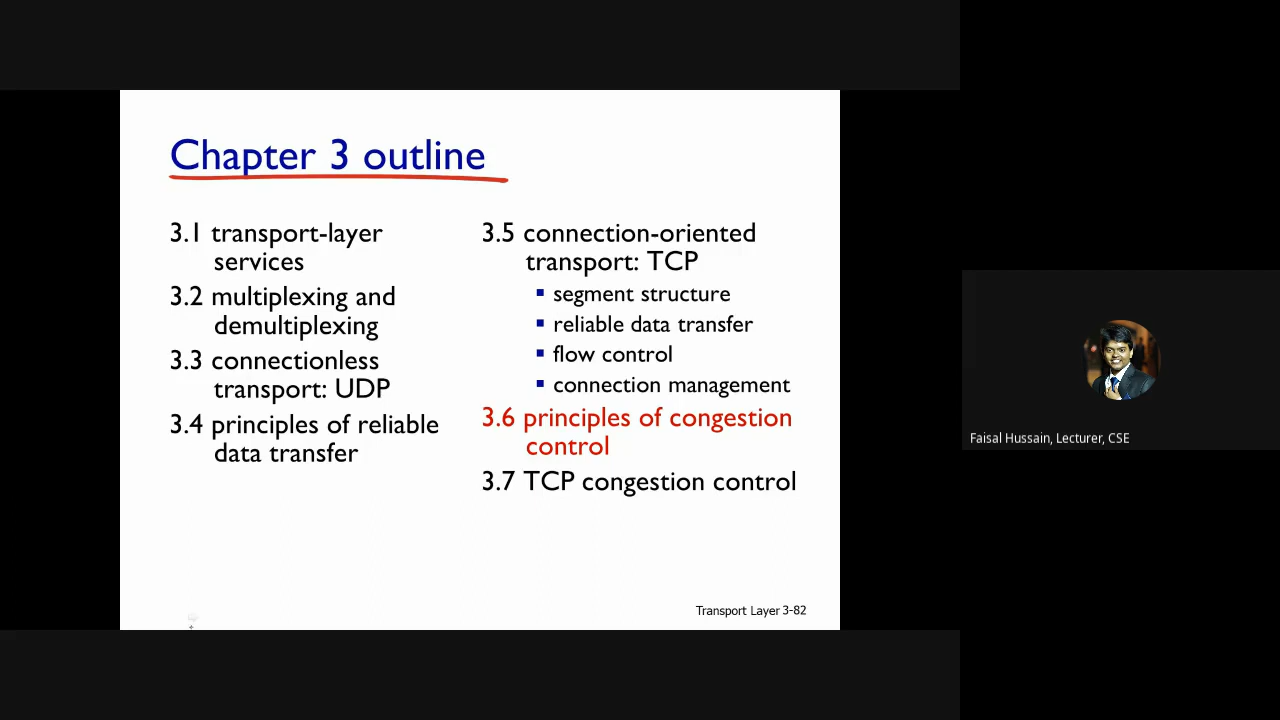 Chapter 3 outline
3.1 transport-layer
services
3.2 multiplexing and
demultiplexing
3.3 connectionless
transport: UDP
3.4 principles of reliable
data transfer
3.5 connection-oriented
transport: TCP
▪ segment structure
▪ reliable data transfer
▪ flow control
▪ connection management
3.6 principles of congestion
control
3.7 TCP congestion control
Transport Layer 3-82
Faisal Hussain, Lecturer, CSE